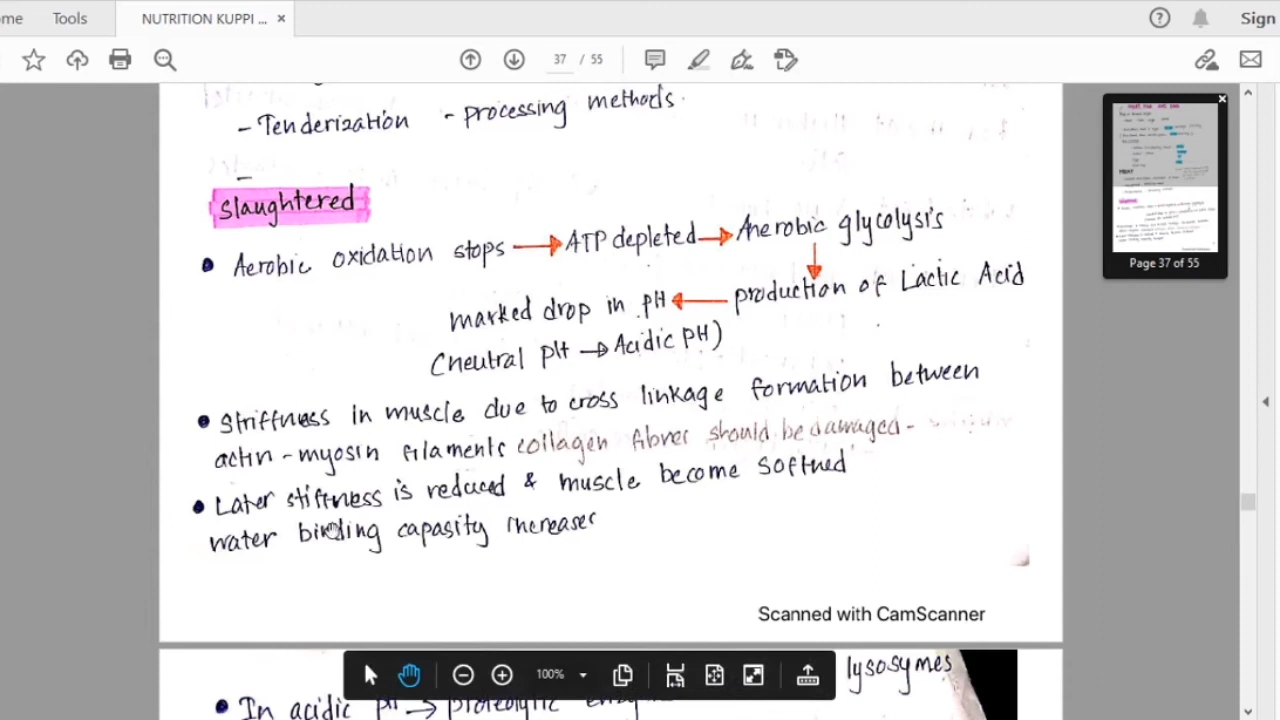 ome Tools NUTRITION KUPPI ... × Sign
37 / 55
- Tenderization - processing methods.
Slaughtered
Aerobic oxidation stops → ATP depleted → Anerobic glycolysis
marked drop in pH ← production of Lactic Acid
(neutral pH → Acidic pH)
Striffness in muscle due to cross linkage formation between
actin-myosin filaments collagen fibres should be damaged-
Later stiffness is reduced & muscle become softned
water binding capasity increases
Scanned with CamScanner
Page 37 of 55
100%
lysosymes
In acidic pH → proteolytic